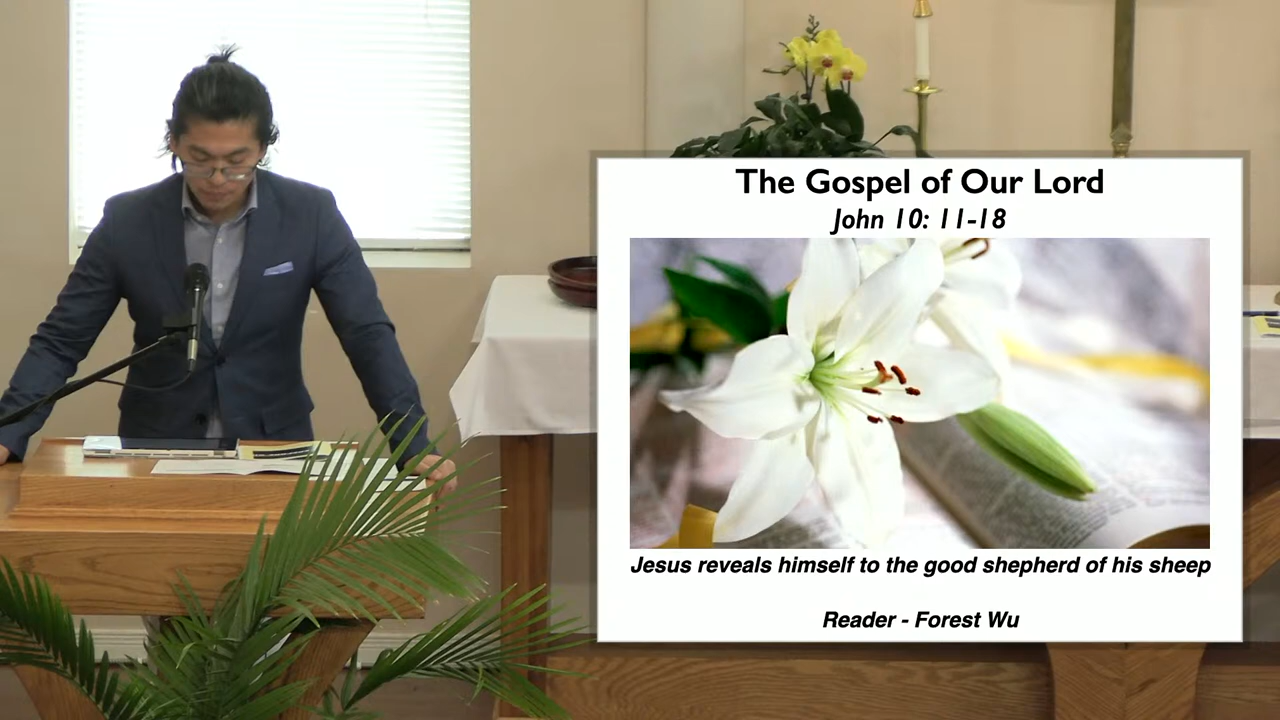 The Gospel of Our Lord
John 10: 11-18
Jesus reveals himself to the good shepherd of his sheep
Reader - Forest Wu